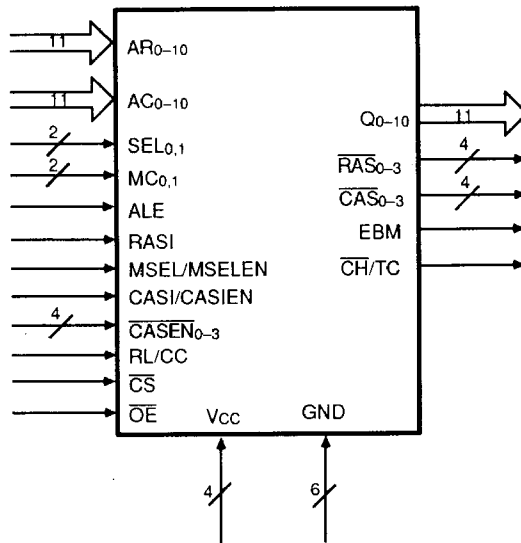 11
AR0–10
11
AC0–10
Q0–10
11
2
SEL0,1
4
RAS0–3
2
MC0,1
4
CAS0–3
ALE
EBM
RASI
CH/TC
MSEL/MSELEN
CASI/CASIEN
4
CASEN0–3
RL/CC
CS
OE
VCC
GND
4
6